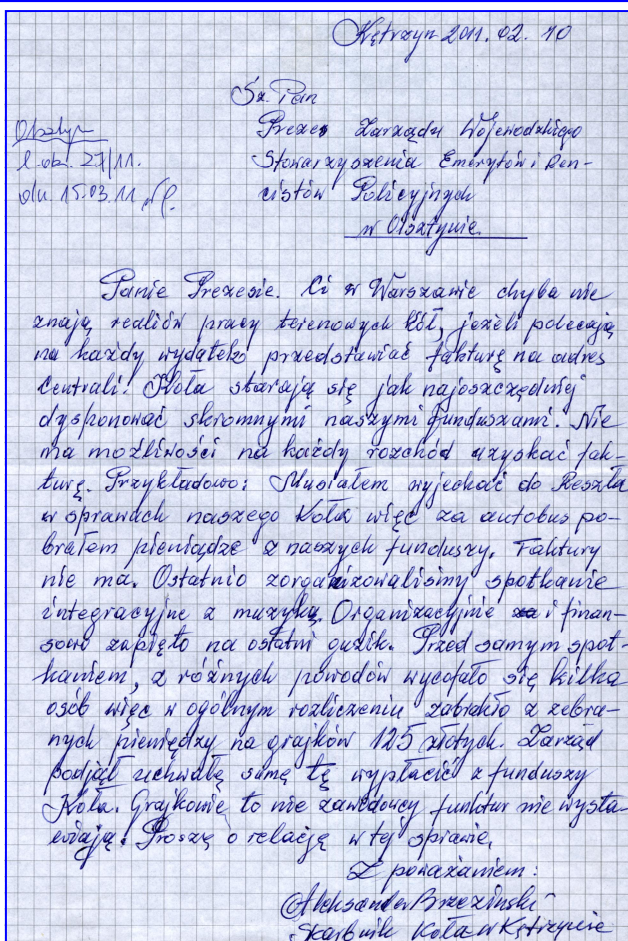 Kętrzyn 2011.02.10
Sz. Pan
Prezes Zarządu Wojewódzkiego
Stowarzyszenia Emerytów i Ren-
cistów Policyjnych
w Olsztynie
Olsztyn
l.dz. 27/11.
dn. 15.03.11
Panie Prezesie. Ci w Warszawie chyba nie
znają realiów pracy terenowych kół, jeżeli polecają
na każdy wydatek przedstawiać fakturę na adres
Centrali. Koła starają się jak najoszczędniej
dysponować skromnymi naszymi funduszami. Nie
ma możliwości na każdy rozchód uzyskać fak-
turę. Przykładowo: Musiałem wyjechać do Reszla
w sprawach naszego Koła więc za autobus po-
brałem pieniądze z naszych funduszy. Faktury
nie ma. Ostatnio zorganizowaliśmy spotkanie
integracyjne z muzyką. Organizacyjnie i finan-
sowo zapięto na ostatni guzik. Przed samym spot-
kaniem, z różnych powodów wycofało się kilka
osób więc w ogólnym rozliczeniu zabrakło z zebra-
nych pieniędzy na grajków 125 złotych. Zarząd
podjął uchwałę sumę tę wypłacić z funduszy
Koła. Grajkowie to nie zawodowcy funktur nie wysta-
wiają. Proszę o relację w tej sprawie.
Z poważaniem:
Aleksander Brzeziński
Skarbnik Koła w Kętrzynie